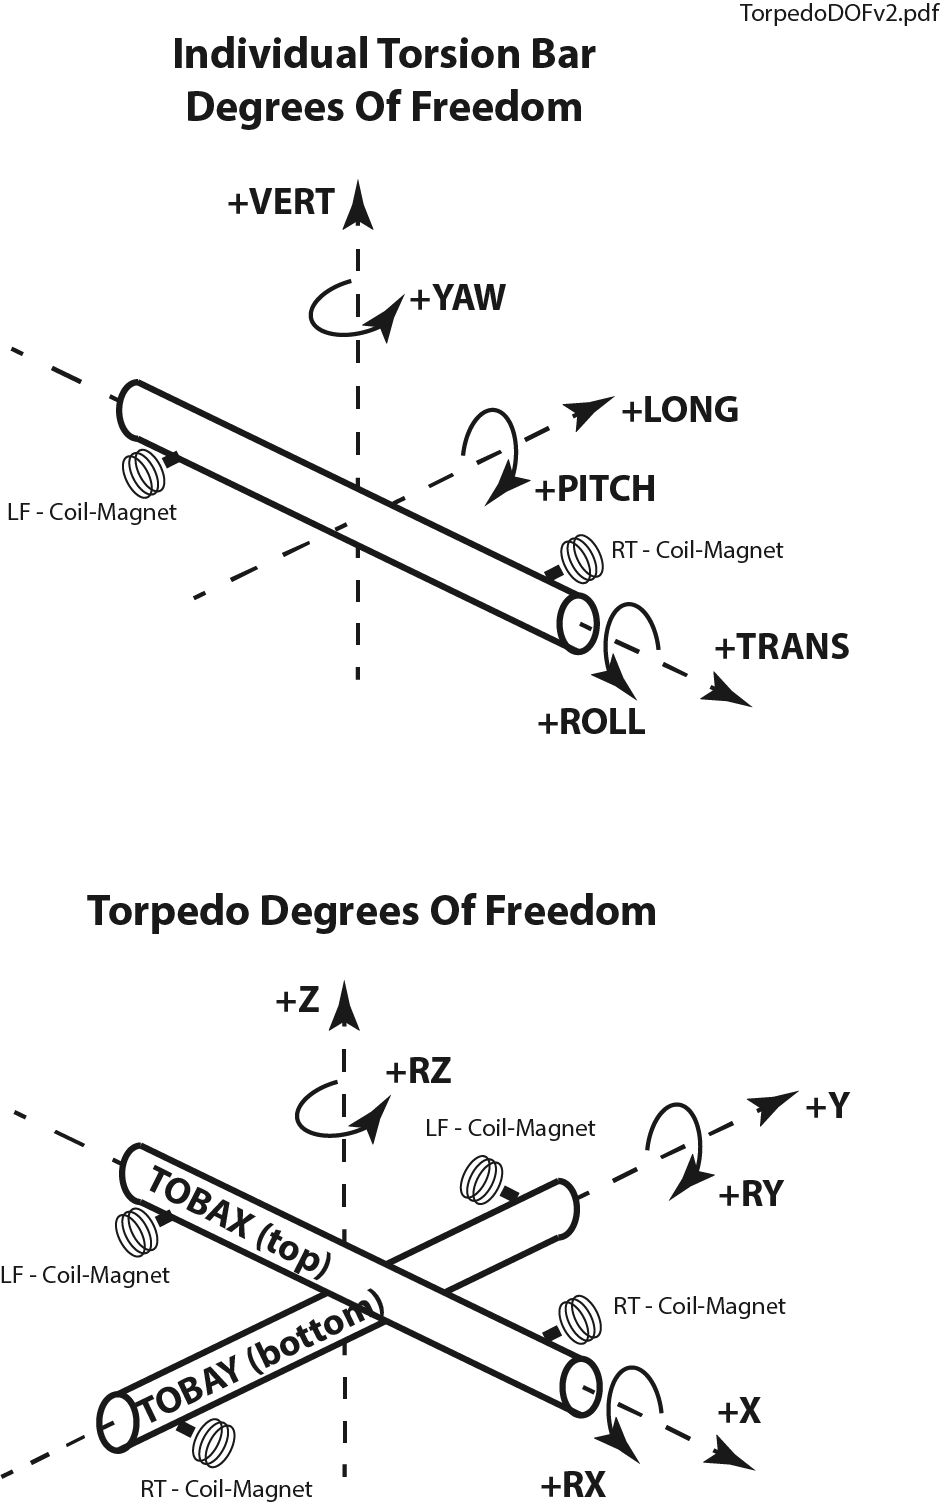 TorpedoDOFv2.pdf
Individual Torsion Bar
Degrees Of Freedom
+VERT
+YAW
+LONG
+PITCH
LF - Coil-Magnet
RT - Coil-Magnet
+TRANS
+ROLL
Torpedo Degrees Of Freedom
+Z
+RZ
+Y
LF - Coil-Magnet
+RY
TOBAX (top)
LF - Coil-Magnet
RT - Coil-Magnet
TOBAY (bottom)
+X
+RX
RT - Coil-Magnet